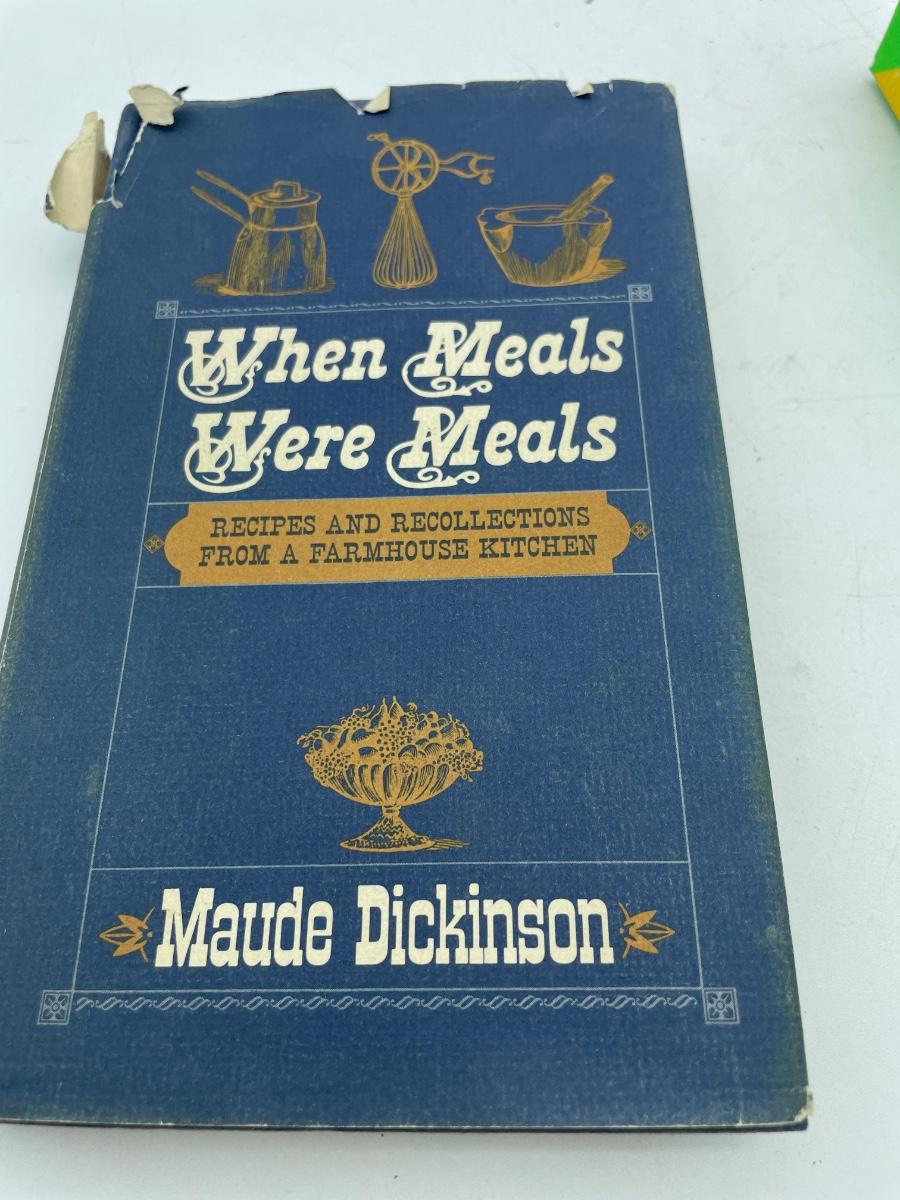 When Meals
Were Meals
RECIPES AND RECOLLECTIONS
FROM A FARMHOUSE KITCHEN
Maude Dickinson